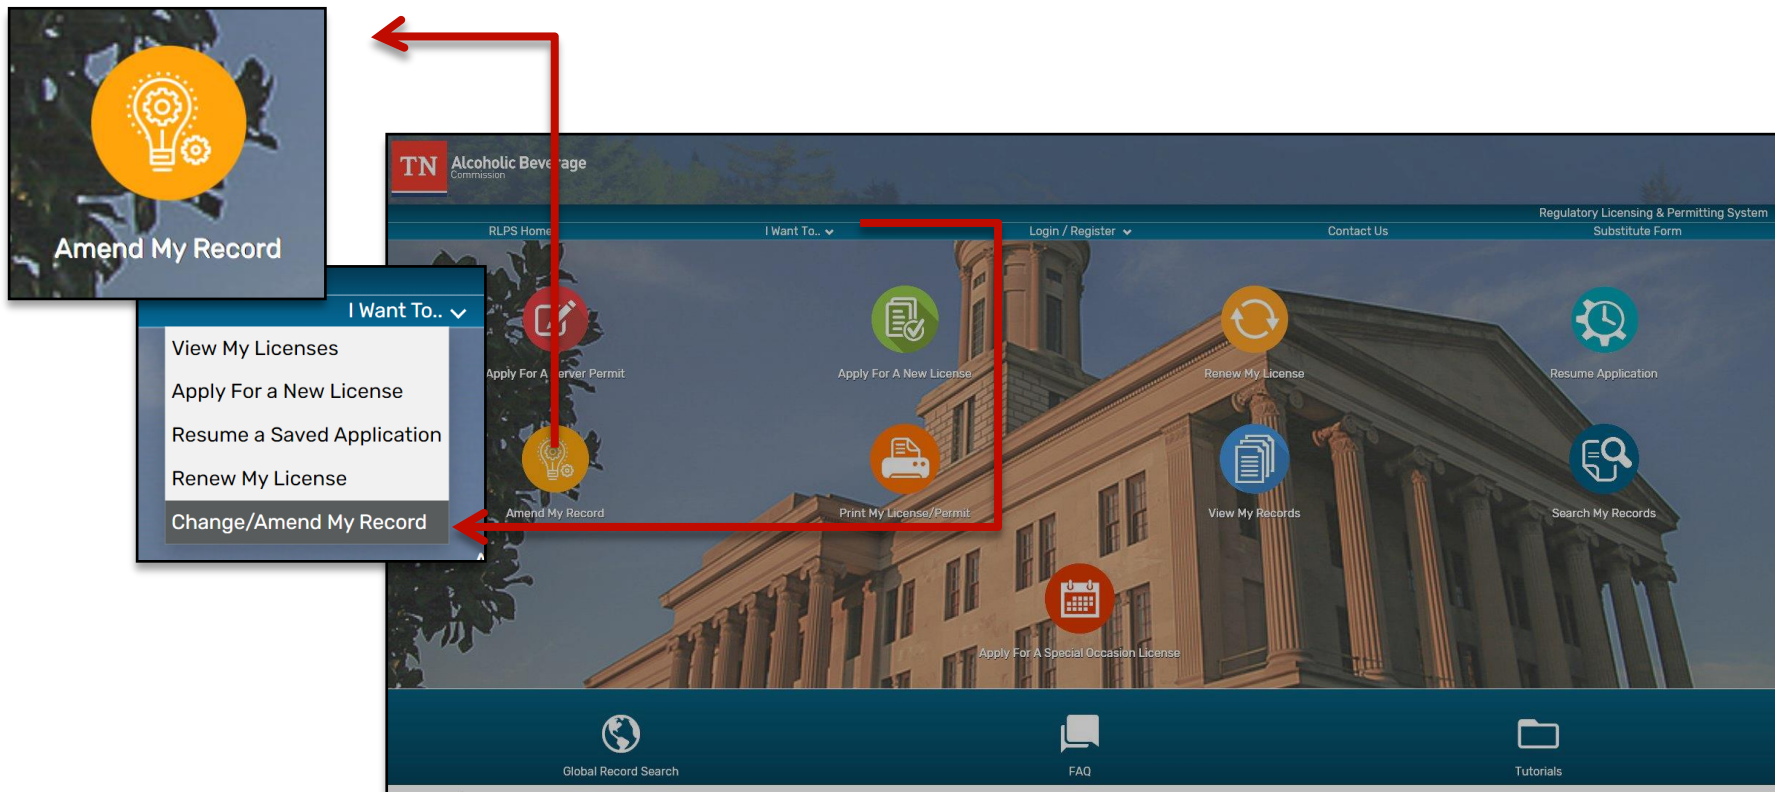 Amend My Record
I Want To..
View My Licenses
Apply For a New License
Resume a Saved Application
Renew My License
Change/Amend My Record
TN Alcoholic Beverage
Commission
Regulatory Licensing & Permitting System
RLPS Home I Want To.. Login / Register Contact Us Substitute Form
Apply For A Server Permit Apply For A New License Renew My License Resume Application
Amend My Record Print My License/Permit View My Records Search My Records
Apply For A Special Occasion License
Global Record Search FAQ Tutorials